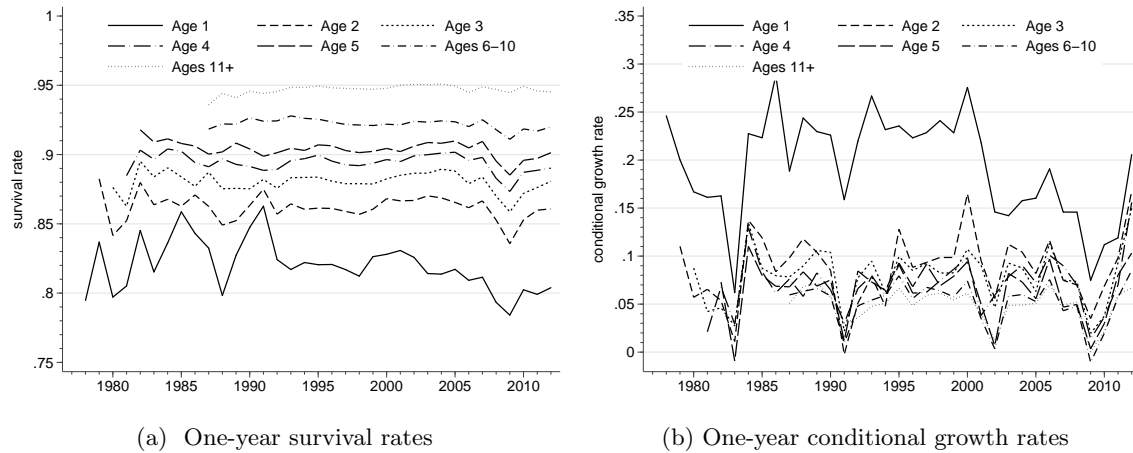 1
.95
.9
.85
.8
.75
survival rate
1980 1985 1990 1995 2000 2005 2010
Age 1 Age 2 Age 3
Age 4 Age 5 Ages 6–10
Ages 11+
(a) One-year survival rates
.35
.3
.25
.2
.15
.1
.05
0
conditional growth rate
1980 1985 1990 1995 2000 2005 2010
Age 1 Age 2 Age 3
Age 4 Age 5 Ages 6–10
Ages 11+
(b) One-year conditional growth rates